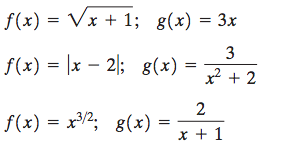 f(x) = √(x + 1); g(x) = 3x
f(x) = |x − 2|; g(x) = 3/(x² + 2)
f(x) = x^(3/2); g(x) = 2/(x + 1)